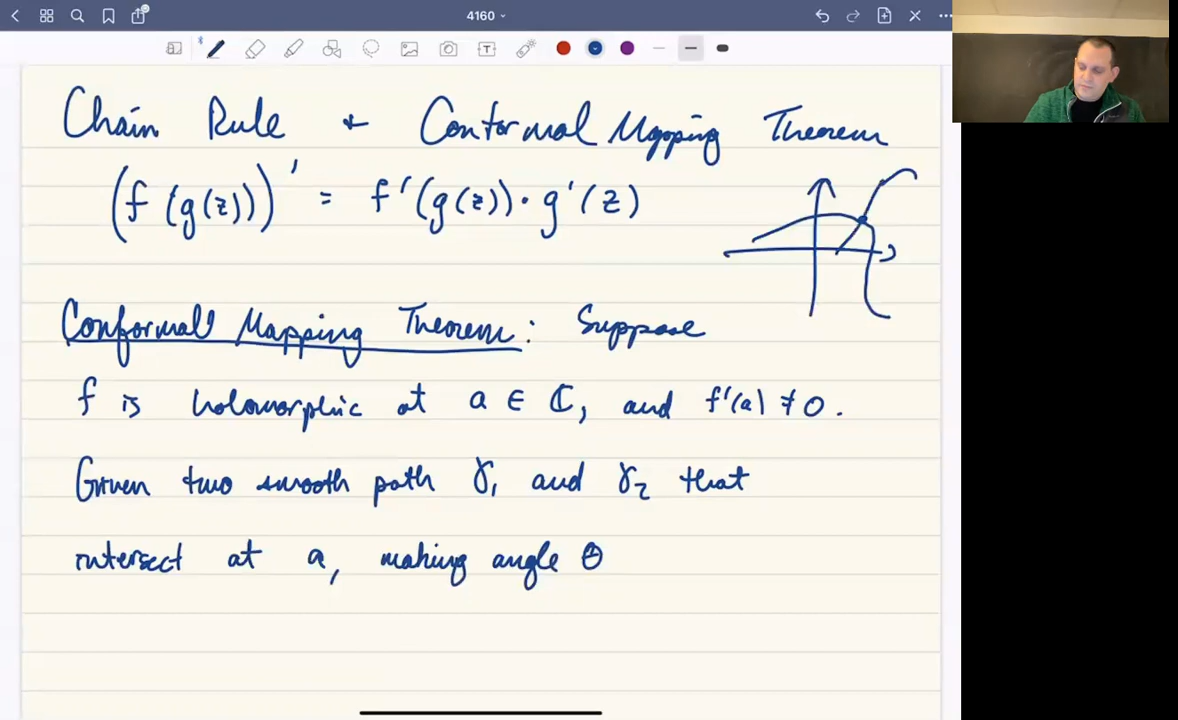 4160
Chain Rule + Conformal Mapping Theorem
(f(g(z)))' = f'(g(z))·g'(z)
Conformal Mapping Theorem: Suppose
f is holomorphic at a ∈ ℂ, and f'(a) ≠ 0.
Given two smooth path γ₁ and γ₂ that
intersect at a, making angle θ